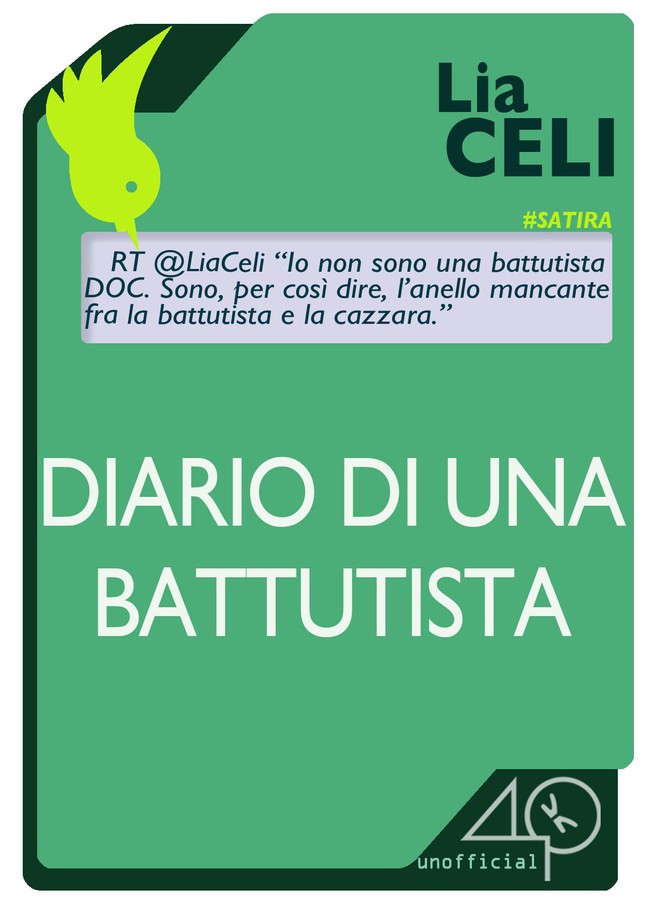 Lia
CELI
#SATIRA
RT @LiaCeli “Io non sono una battutista
DOC. Sono, per così dire, l’anello mancante
fra la battutista e la cazzara.”
DIARIO DI UNA
BATTUTISTA
unofficial